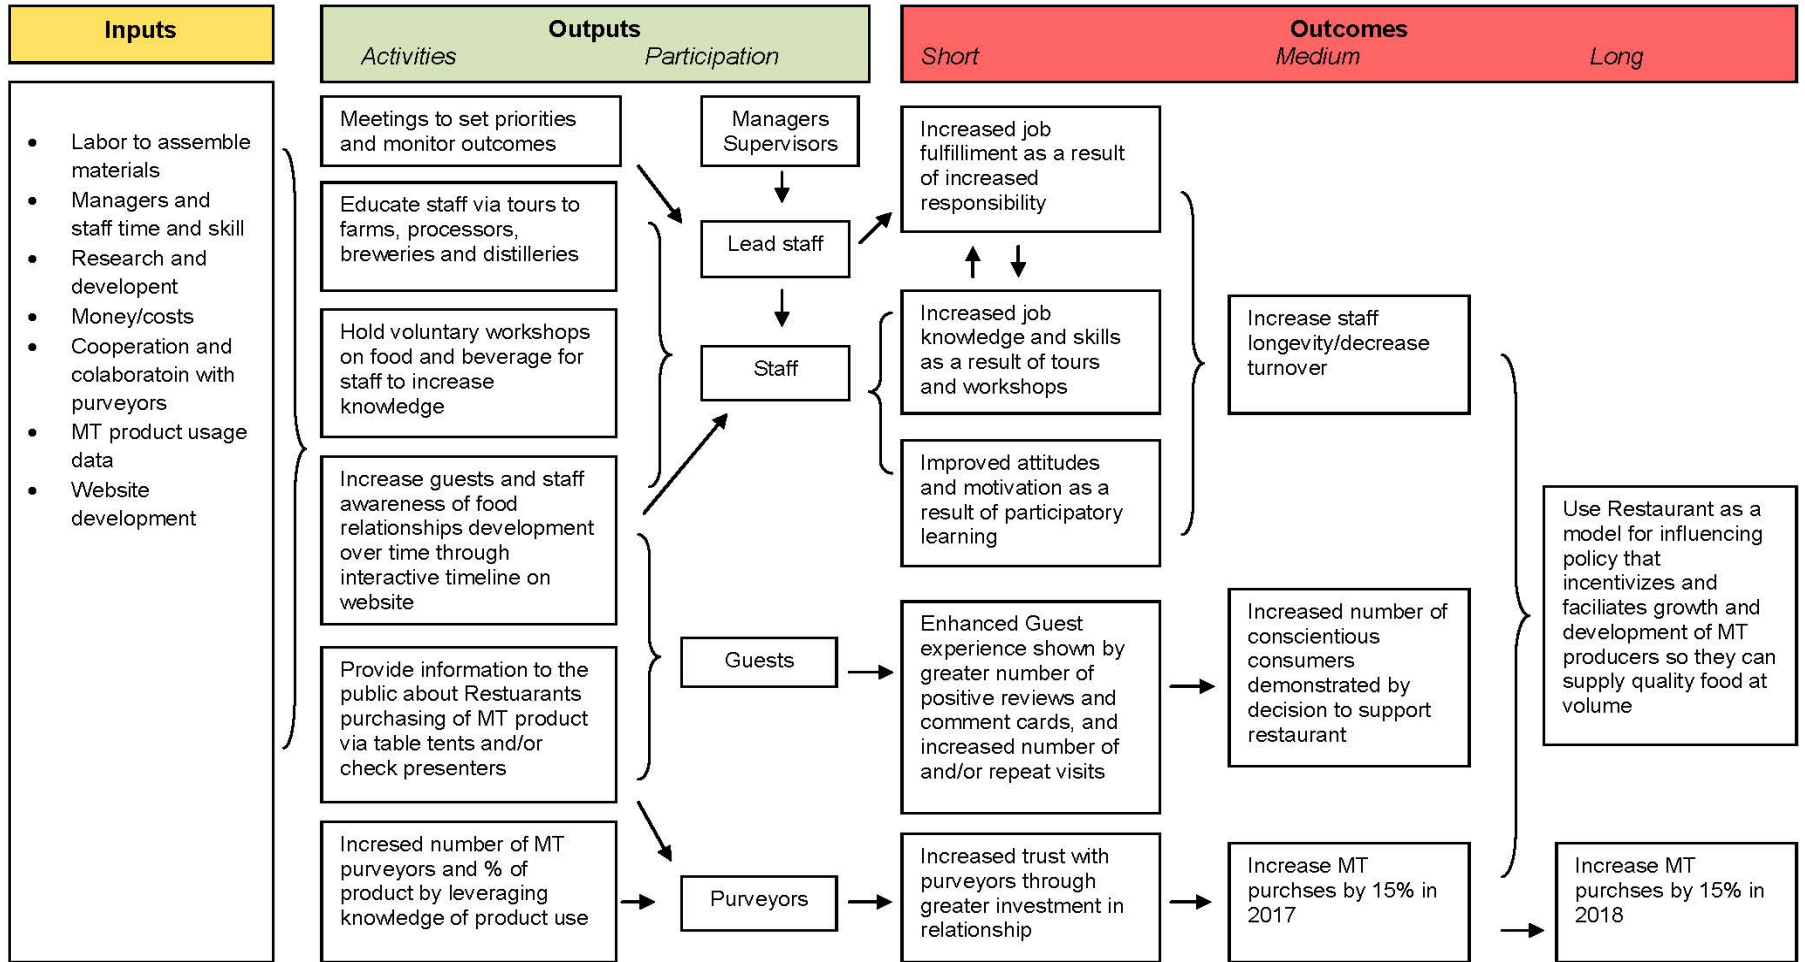 Inputs
Outputs
Activities Participation
Outcomes
Short Medium Long
• Labor to assemble
materials
• Managers and
staff time and skill
• Research and
developent
• Money/costs
• Cooperation and
colaboratoin with
purveyors
• MT product usage
data
• Website
development
Meetings to set priorities
and monitor outcomes
Educate staff via tours to
farms, processors,
breweries and distilleries
Hold voluntary workshops
on food and beverage for
staff to increase
knowledge
Increase guests and staff
awareness of food
relationships development
over time through
interactive timeline on
website
Provide information to the
public about Restuarants
purchasing of MT product
via table tents and/or
check presenters
Incresed number of MT
purveyors and % of
product by leveraging
knowledge of product use
Managers
Supervisors
Lead staff
Staff
Guests
Purveyors
Increased job
fulfilliment as a result
of increased
responsibility
Increased job
knowledge and skills
as a result of tours
and workshops
Improved attitudes
and motivation as a
result of participatory
learning
Enhanced Guest
experience shown by
greater number of
positive reviews and
comment cards, and
increased number of
and/or repeat visits
Increased trust with
purveyors through
greater investment in
relationship
Increase staff
longevity/decrease
turnover
Increased number of
conscientious
consumers
demonstrated by
decision to support
restaurant
Increase MT
purchses by 15% in
2017
Use Restaurant as a
model for influencing
policy that
incentivizes and
faciliates growth and
development of MT
producers so they can
supply quality food at
volume
Increase MT
purchses by 15% in
2018